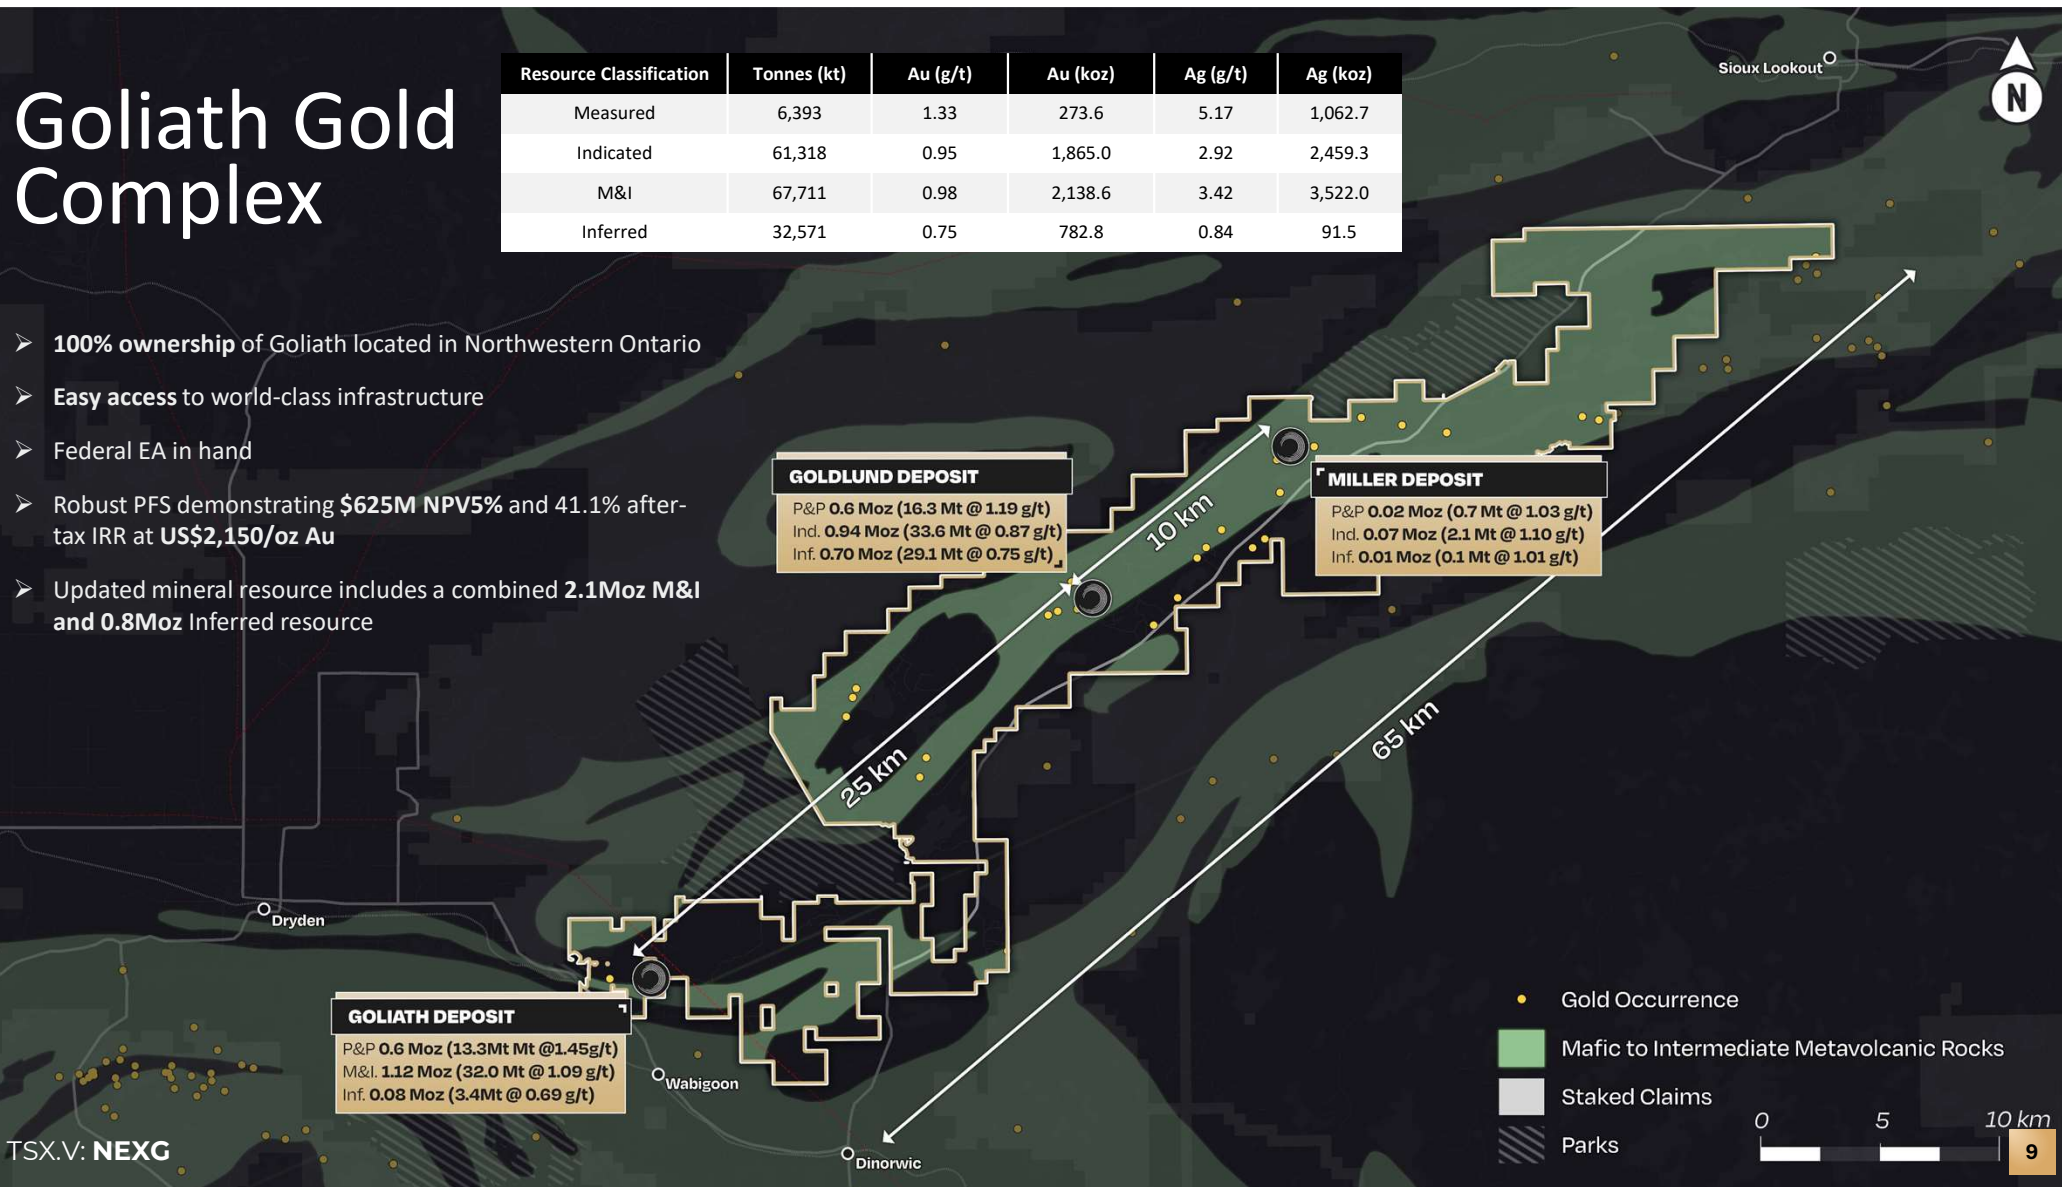 Goliath Gold
Complex
Resource Classification Tonnes (kt) Au (g/t) Au (koz) Ag (g/t) Ag (koz)
Measured 6,393 1.33 273.6 5.17 1,062.7
Indicated 61,318 0.95 1,865.0 2.92 2,459.3
M&I 67,711 0.98 2,138.6 3.42 3,522.0
Inferred 32,571 0.75 782.8 0.84 91.5
Sioux Lookout
N
➢ 100% ownership of Goliath located in Northwestern Ontario
➢ Easy access to world-class infrastructure
➢ Federal EA in hand
➢ Robust PFS demonstrating $625M NPV5% and 41.1% after-
tax IRR at US$2,150/oz Au
➢ Updated mineral resource includes a combined 2.1Moz M&I
and 0.8Moz Inferred resource
GOLDLUND DEPOSIT
P&P 0.6 Moz (16.3 Mt @ 1.19 g/t)
Ind. 0.94 Moz (33.6 Mt @ 0.87 g/t)
Inf. 0.70 Moz (29.1 Mt @ 0.75 g/t)
10 km
MILLER DEPOSIT
P&P 0.02 Moz (0.7 Mt @ 1.03 g/t)
Ind. 0.07 Moz (2.1 Mt @ 1.10 g/t)
Inf. 0.01 Moz (0.1 Mt @ 1.01 g/t)
25 km
65 km
Dryden
GOLIATH DEPOSIT
P&P 0.6 Moz (13.3Mt Mt @1.45g/t)
M&I. 1.12 Moz (32.0 Mt @ 1.09 g/t)
Inf. 0.08 Moz (3.4Mt @ 0.69 g/t)
Wabigoon
Dinorwic
Gold Occurrence
Mafic to Intermediate Metavolcanic Rocks
Staked Claims
Parks
0 5 10 km
TSX.V: NEXG
9